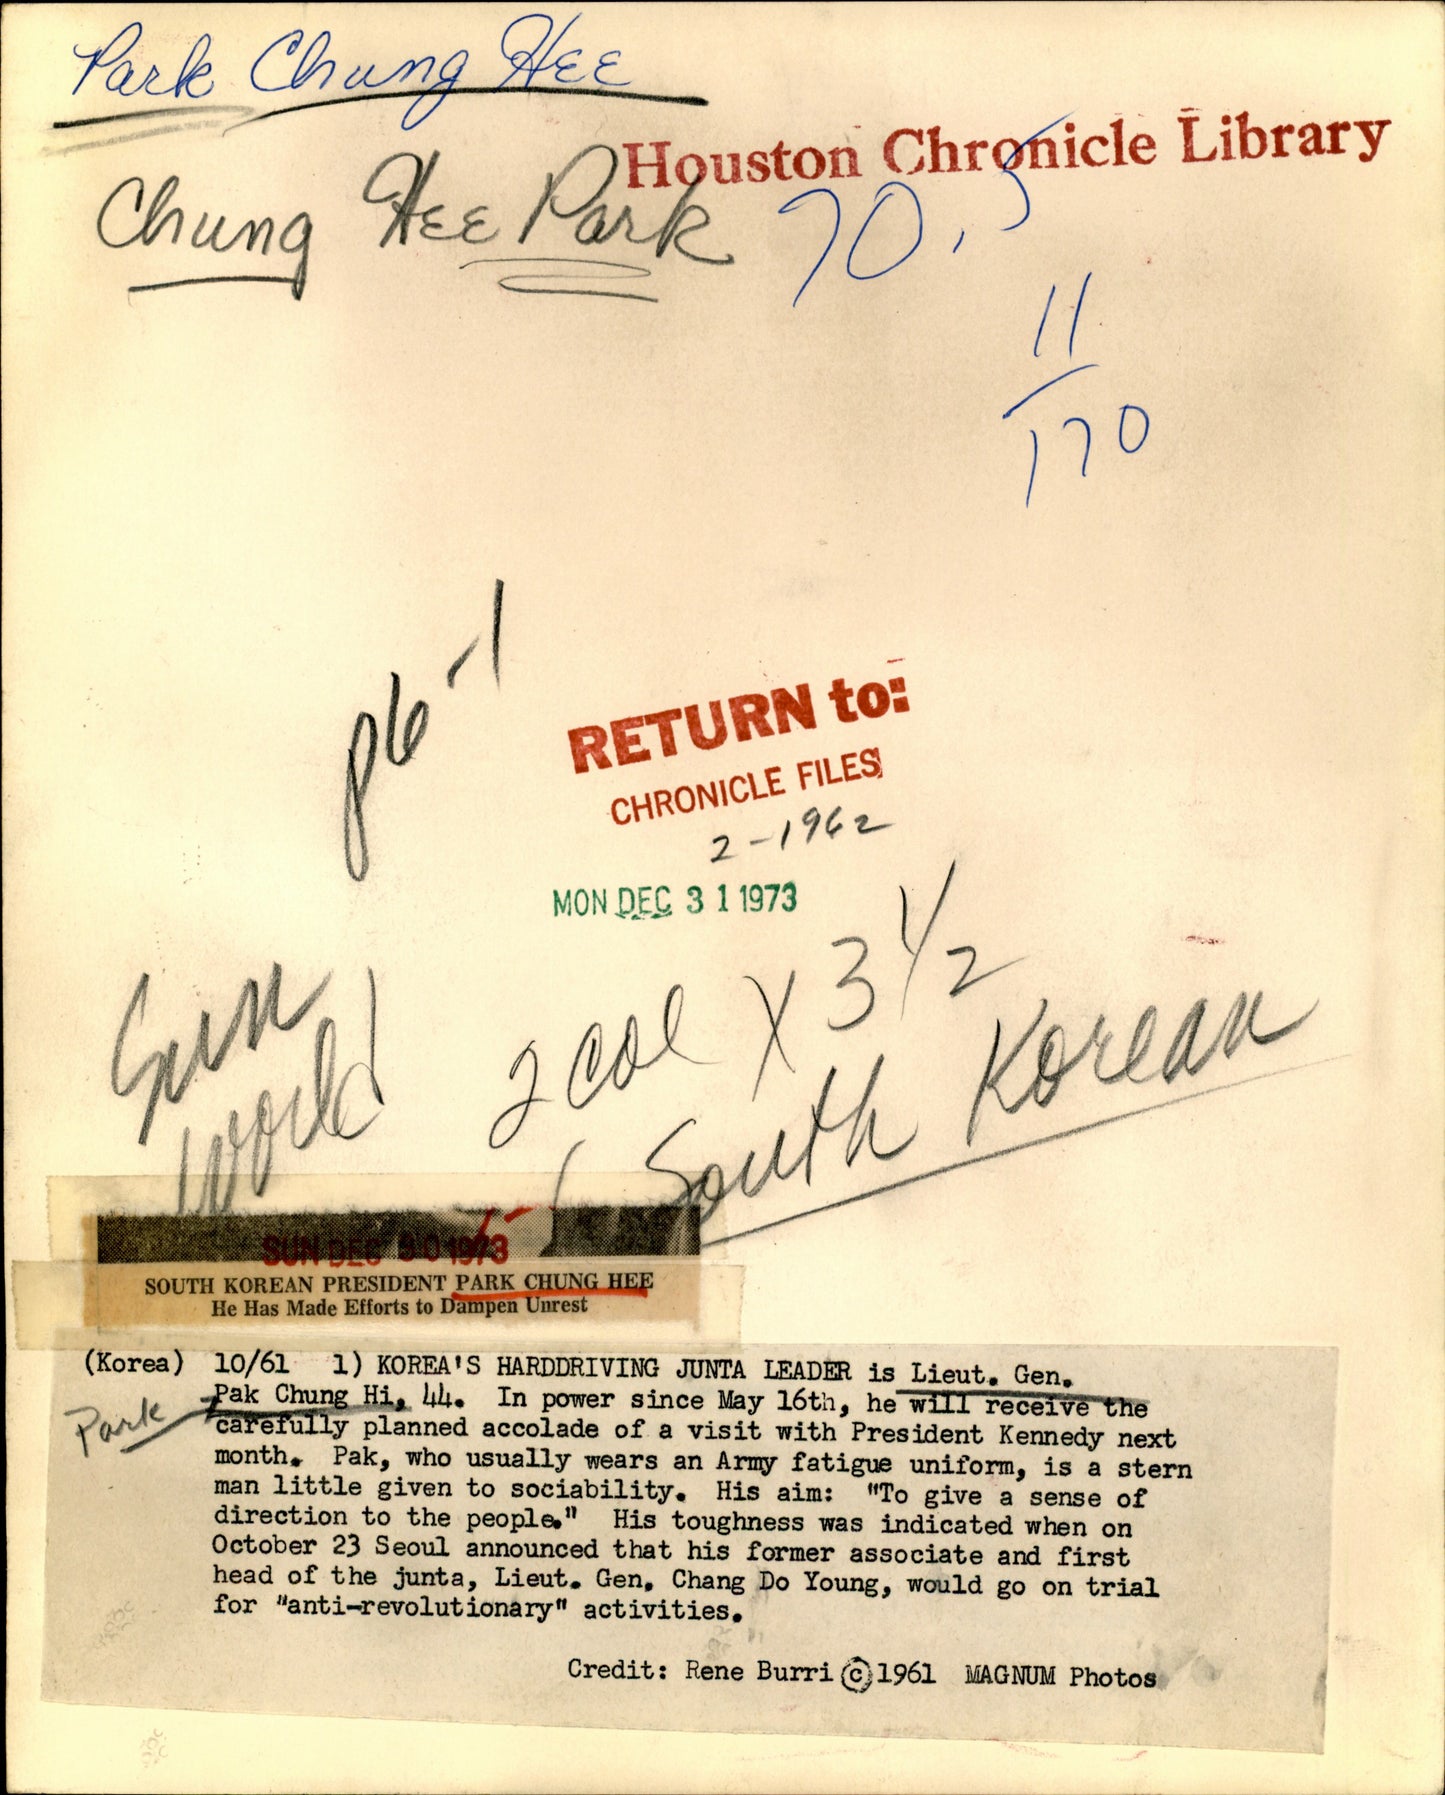 Park Chung Hee
Houston Chronicle Library
Chung Hee Park
70.5
11
170
p6-1
RETURN to:
CHRONICLE FILES
2-1962
MON DEC 31 1973
Sun
World
2 col x 3 1/2
South Korean
SUN DEC 30 1973
SOUTH KOREAN PRESIDENT PARK CHUNG HEE
He Has Made Efforts to Dampen Unrest
(Korea) 10/61 1) KOREA'S HARDDRIVING JUNTA LEADER is Lieut. Gen.
Park
Pak Chung Hi, 44. In power since May 16th, he will receive the
carefully planned accolade of a visit with President Kennedy next
month. Pak, who usually wears an Army fatigue uniform, is a stern
man little given to sociability. His aim: "To give a sense of
direction to the people." His toughness was indicated when on
October 23 Seoul announced that his former associate and first
head of the junta, Lieut. Gen. Chang Do Young, would go on trial
for "anti-revolutionary" activities.
Credit: Rene Burri © 1961 MAGNUM Photos